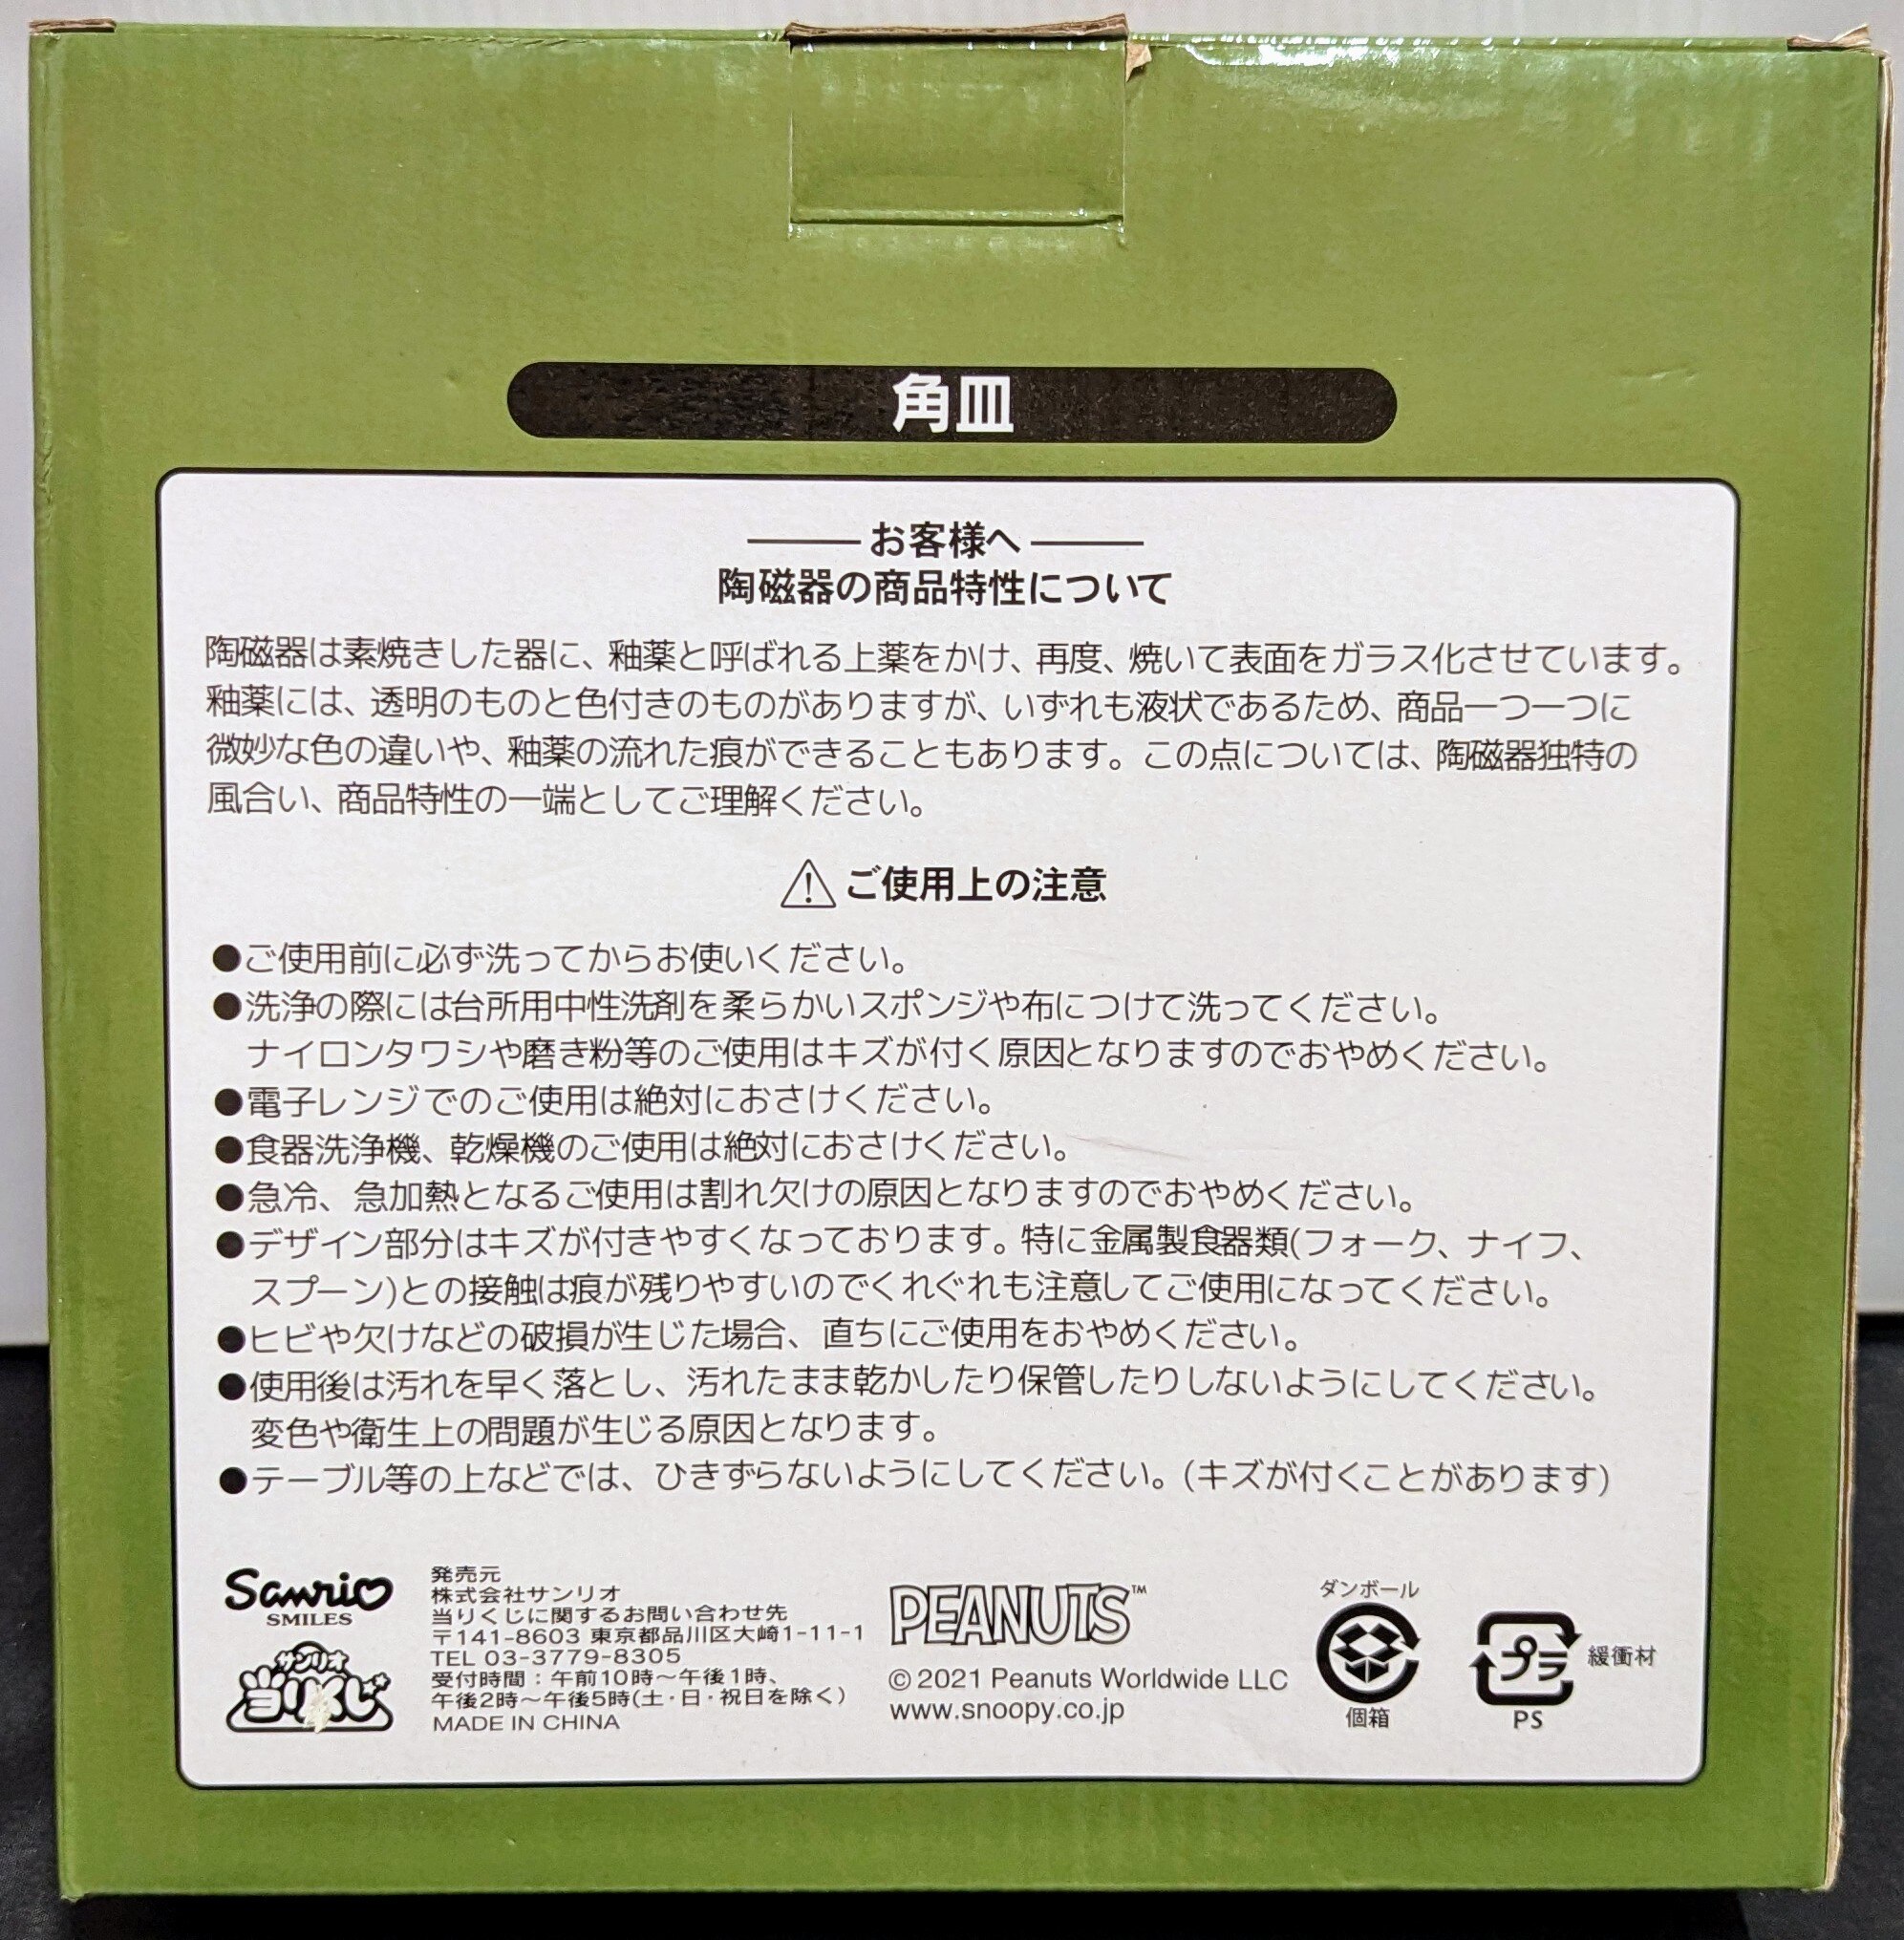 角皿
お客様へ
陶磁器の商品特性について
陶磁器は素焼きした器に、釉薬と呼ばれる上薬をかけ、再度、焼いて表面をガラス化させています。
釉薬には、透明のものと色付きのものがありますが、いずれも液状であるため、商品一つ一つに
微妙な色の違いや、釉薬の流れた痕ができることもあります。この点については、陶磁器独特の
風合い、商品特性の一端としてご理解ください。
ご使用上の注意
●ご使用前に必ず洗ってからお使いください。
●洗浄の際には台所用中性洗剤を柔らかいスポンジや布につけて洗ってください。
ナイロンタワシや磨き粉等のご使用はキズが付く原因となりますのでおやめください。
●電子レンジでのご使用は絶対におさけください。
●食器洗浄機、乾燥機のご使用は絶対におさけください。
●急冷、急加熱となるご使用は割れ欠けの原因となりますのでおやめください。
●デザイン部分はキズが付きやすくなっております。特に金属製食器類(フォーク、ナイフ、
スプーン)との接触は痕が残りやすいのでくれぐれも注意してご使用になってください。
●ヒビや欠けなどの破損が生じた場合、直ちにご使用をおやめください。
●使用後は汚れを早く落とし、汚れたまま乾かしたり保管したりしないようにしてください。
変色や衛生上の問題が生じる原因となります。
●テーブル等の上などでは、ひきずらないようにしてください。(キズが付くことがあります)
Sanrio
SMILES
サンリオ
当りくじ
発売元
株式会社サンリオ
当りくじに関するお問い合わせ先
〒141-8603 東京都品川区大崎1-11-1
TEL 03-3779-8305
受付時間：午前10時〜午後1時、
午後2時〜午後5時(土・日・祝日を除く)
MADE IN CHINA
PEANUTS™
© 2021 Peanuts Worldwide LLC
www.snoopy.co.jp
ダンボール
個箱
プラ
緩衝材
PS